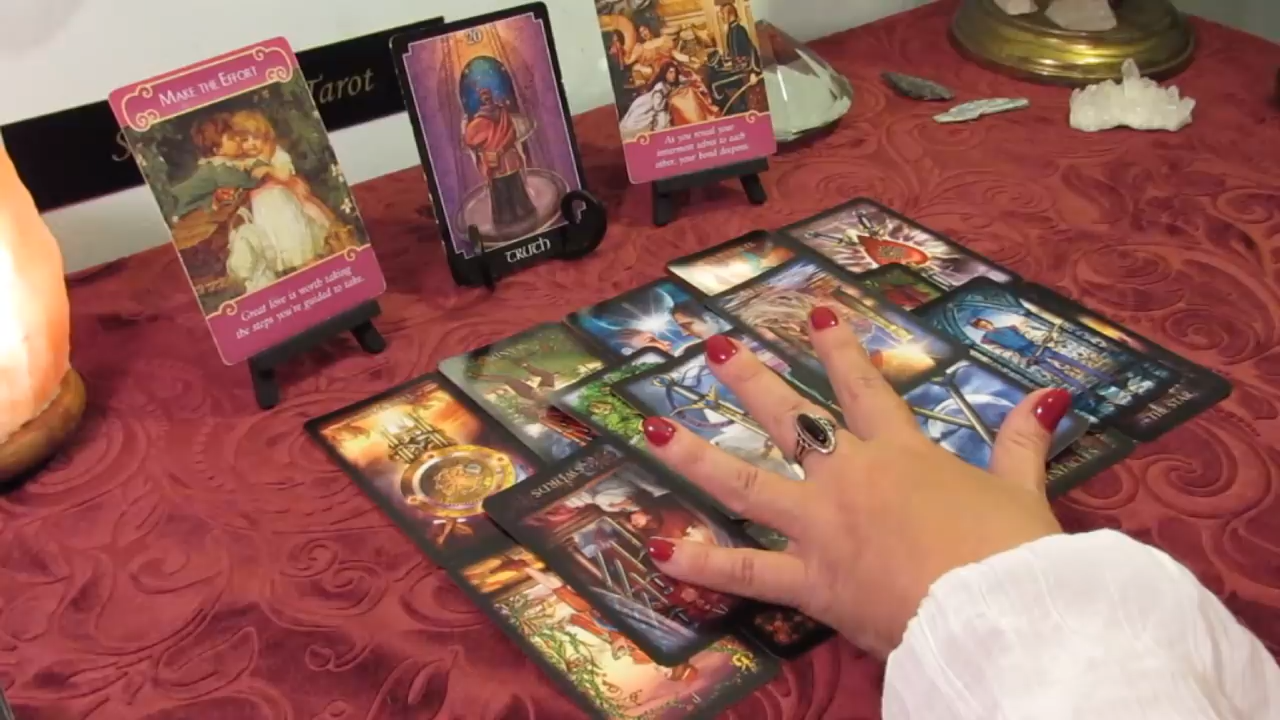 Tarot
MAKE THE EFFORT
Great love is worth taking
the steps you're guided to take.
20
TRUTH
As you reveal your
innermost selves to each
other, your bond deepens.
THE STAR